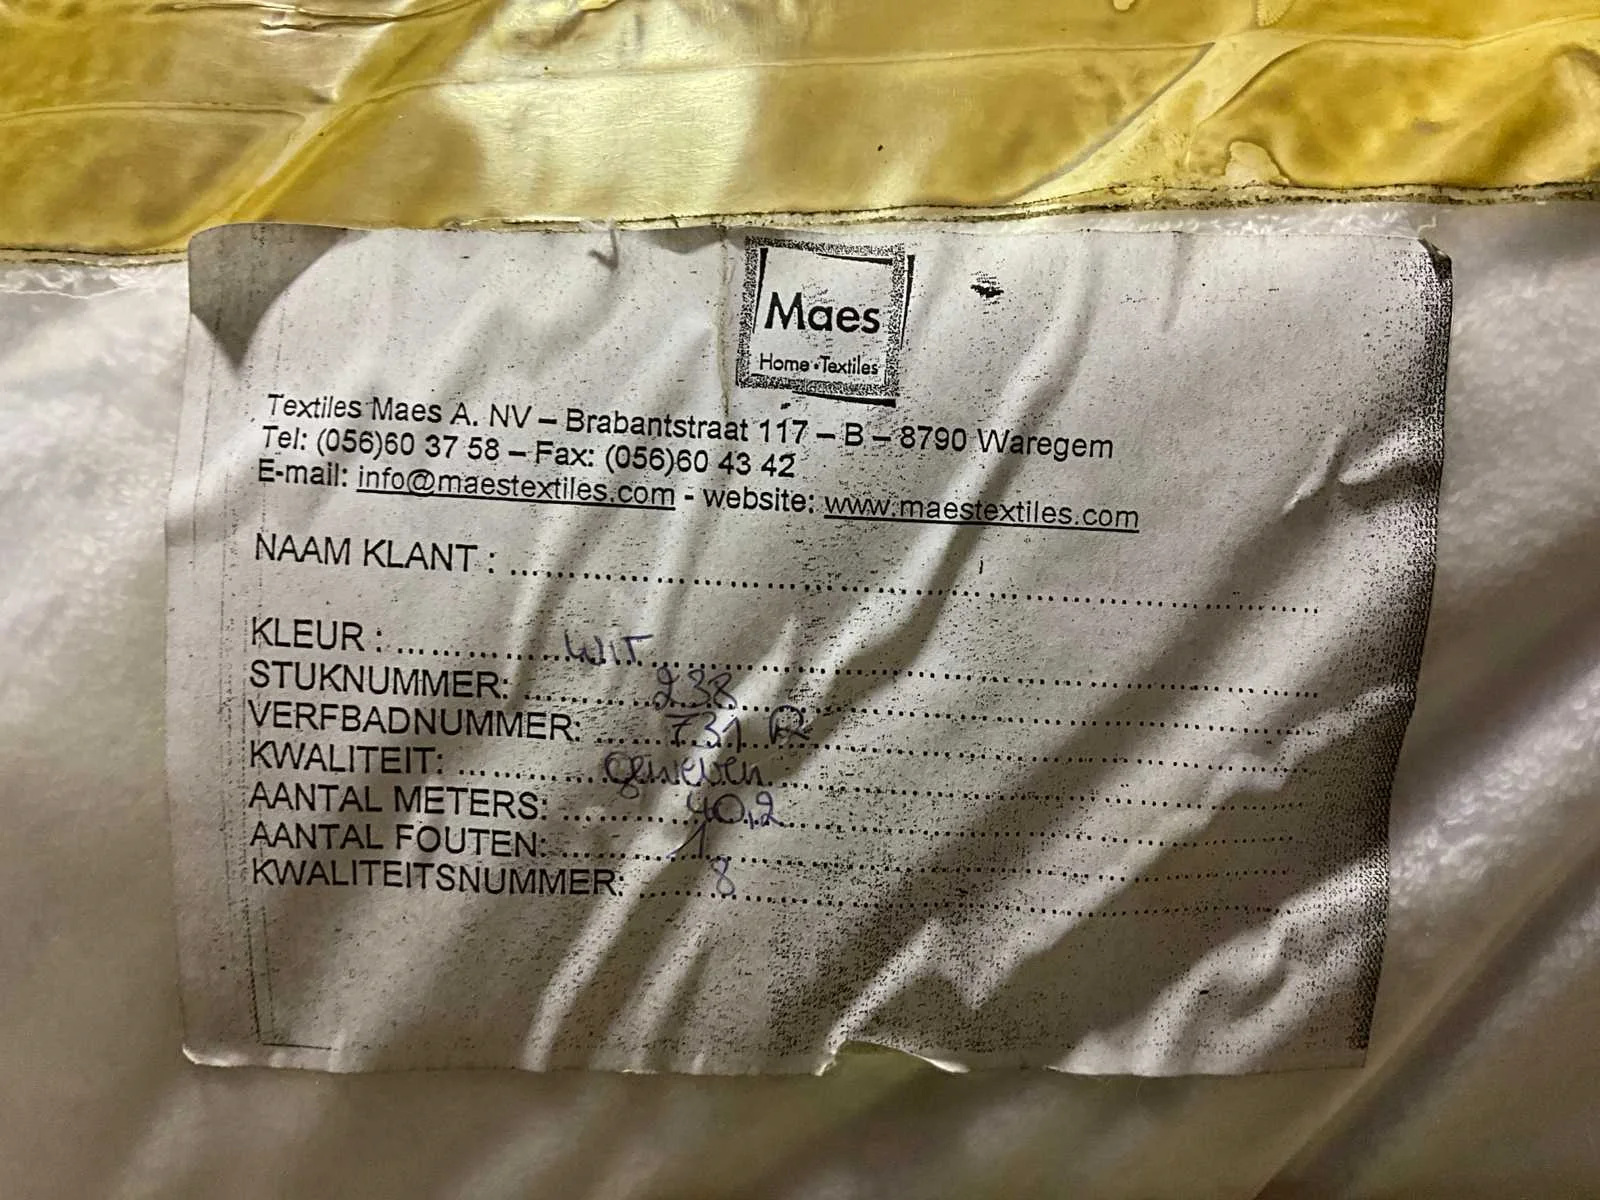 Maes
Home•Textiles
Textiles Maes A. NV – Brabantstraat 117 – B – 8790 Waregem
Tel: (056)60 37 58 – Fax: (056)60 43 42
E-mail: info@maestextiles.com - website: www.maestextiles.com
NAAM KLANT : ................................................
KLEUR : ................ WIT ................
STUKNUMMER: ................ 238 ................
VERFBADNUMMER: ................ 731 R ................
KWALITEIT: ................ geweven ................
AANTAL METERS: ................ 40,2 ................
AANTAL FOUTEN: ................ 1 ................
KWALITEITSNUMMER: ................ 8 ................